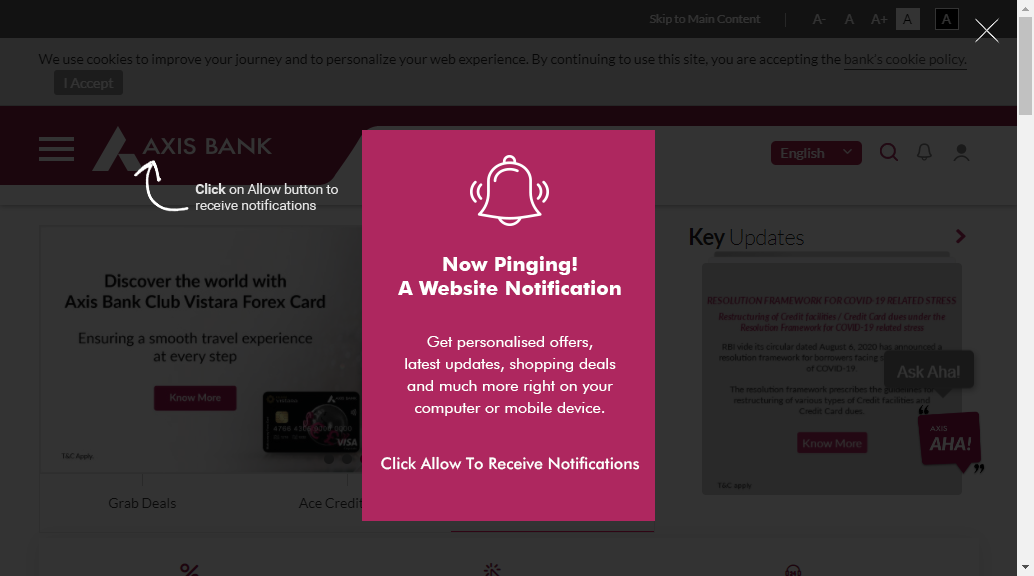 Skip to Main Content
A-
A
A+
A
A
We use cookies to improve your journey and to personalize your web experience. By continuing to use this site, you are accepting the bank's cookie policy.
I Accept
AXIS BANK
English
Click on Allow button to
receive notifications
Now Pinging!
A Website Notification
Get personalised offers,
latest updates, shopping deals
and much more right on your
computer or mobile device.
Click Allow To Receive Notifications
Discover the world with
Axis Bank Club Vistara Forex Card
Ensuring a smooth travel experience
at every step
Know More
AXIS BANK
VISA
T&C Apply
Grab Deals
Ace Credit
Key Updates
RESOLUTION FRAMEWORK FOR COVID-19 RELATED STRESS
Restructuring of Credit facilities / Credit Card dues under the
Resolution Framework for COVID-19 related stress
RBI vide its circular dated August 6, 2020 has announced a
resolution framework for borrowers facing
of COVID-19
The resolution framework prescribes the guidelines
restructuring of various types of Credit facilities and
Credit Card dues.
Know More
T&C apply
Ask Aha!
AXIS
AHA!